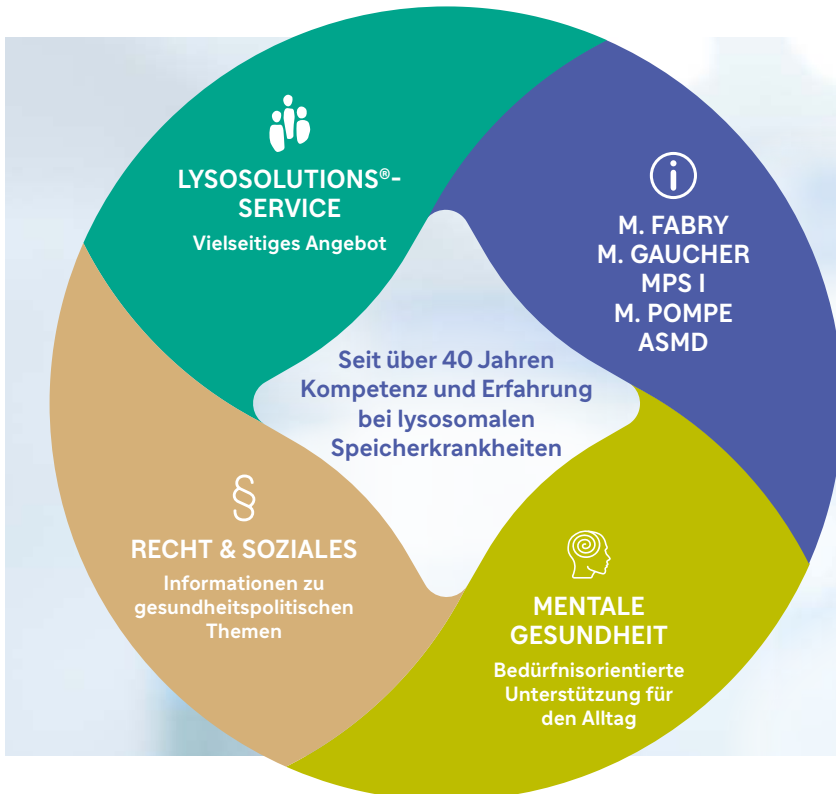 LYSOSOLUTIONS®-
SERVICE
Vielseitiges Angebot
M. FABRY
M. GAUCHER
MPS I
M. POMPE
ASMD
Seit über 40 Jahren
Kompetenz und Erfahrung
bei lysosomalen
Speicherkrankheiten
§
RECHT & SOZIALES
Informationen zu
gesundheitspolitischen
Themen
MENTALE
GESUNDHEIT
Bedürfnisorientierte
Unterstützung für
den Alltag